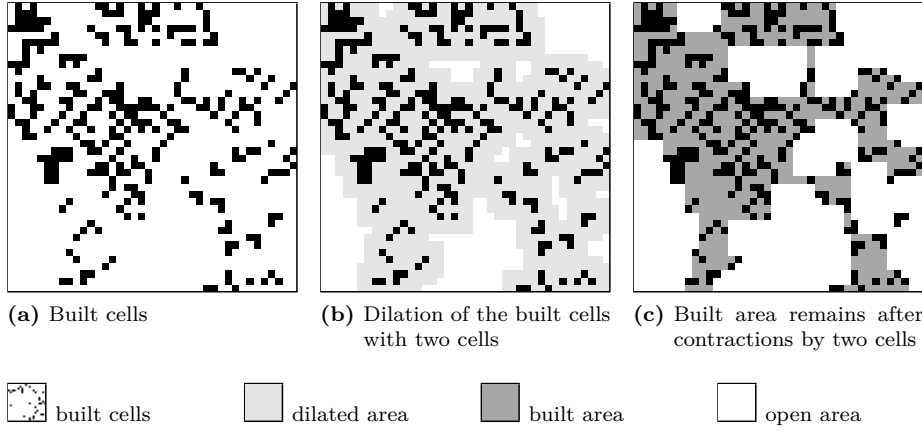 (a) Built cells
(b) Dilation of the built cells
with two cells
(c) Built area remains after
contractions by two cells
built cells
dilated area
built area
open area